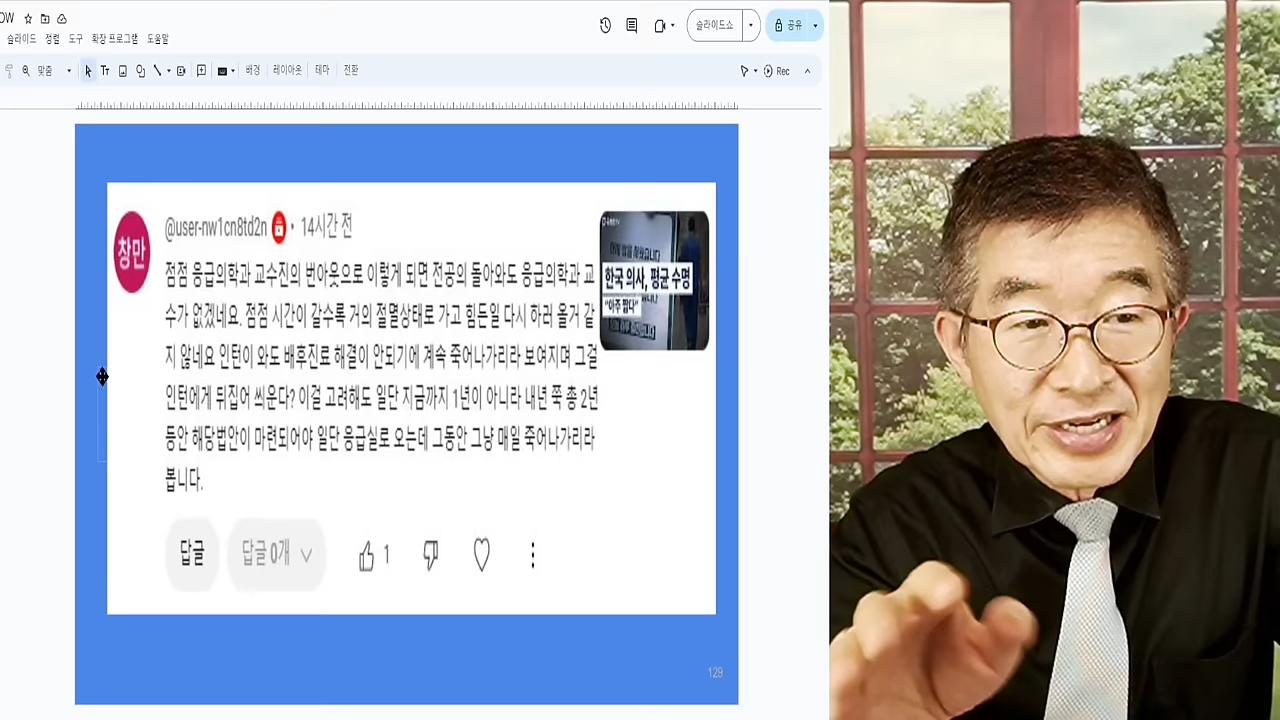 OW
슬라이드 정렬 도구 확장 프로그램 도움말
슬라이드쇼
공유
맞춤
Tт
배경 레이아웃 테마 전환
Rec
창만
@user-nw1cn8td2n · 14시간 전
점점 응급의학과 교수진의 번아웃으로 이렇게 되면 전공의 돌아와도 응급의학과 교
수가 없겠네요. 점점 시간이 갈수록 거의 절멸상태로 가고 힘든일 다시 하러 올거 같
지 않네요 인턴이 와도 배후진료 해결이 안되기에 계속 죽어나가리라 보여지며 그걸
인턴에게 뒤집어 씌운다? 이걸 고려해도 일단 지금까지 1년이 아니라 내년 쭉 총 2년
등안 해당법안이 마련되어야 일단 응급실로 오는데 그동안 그냥 매일 죽어나가리라
봅니다.
한국 의사, 평균 수명
"아주 짧다"
답글
답글 0개
1
129